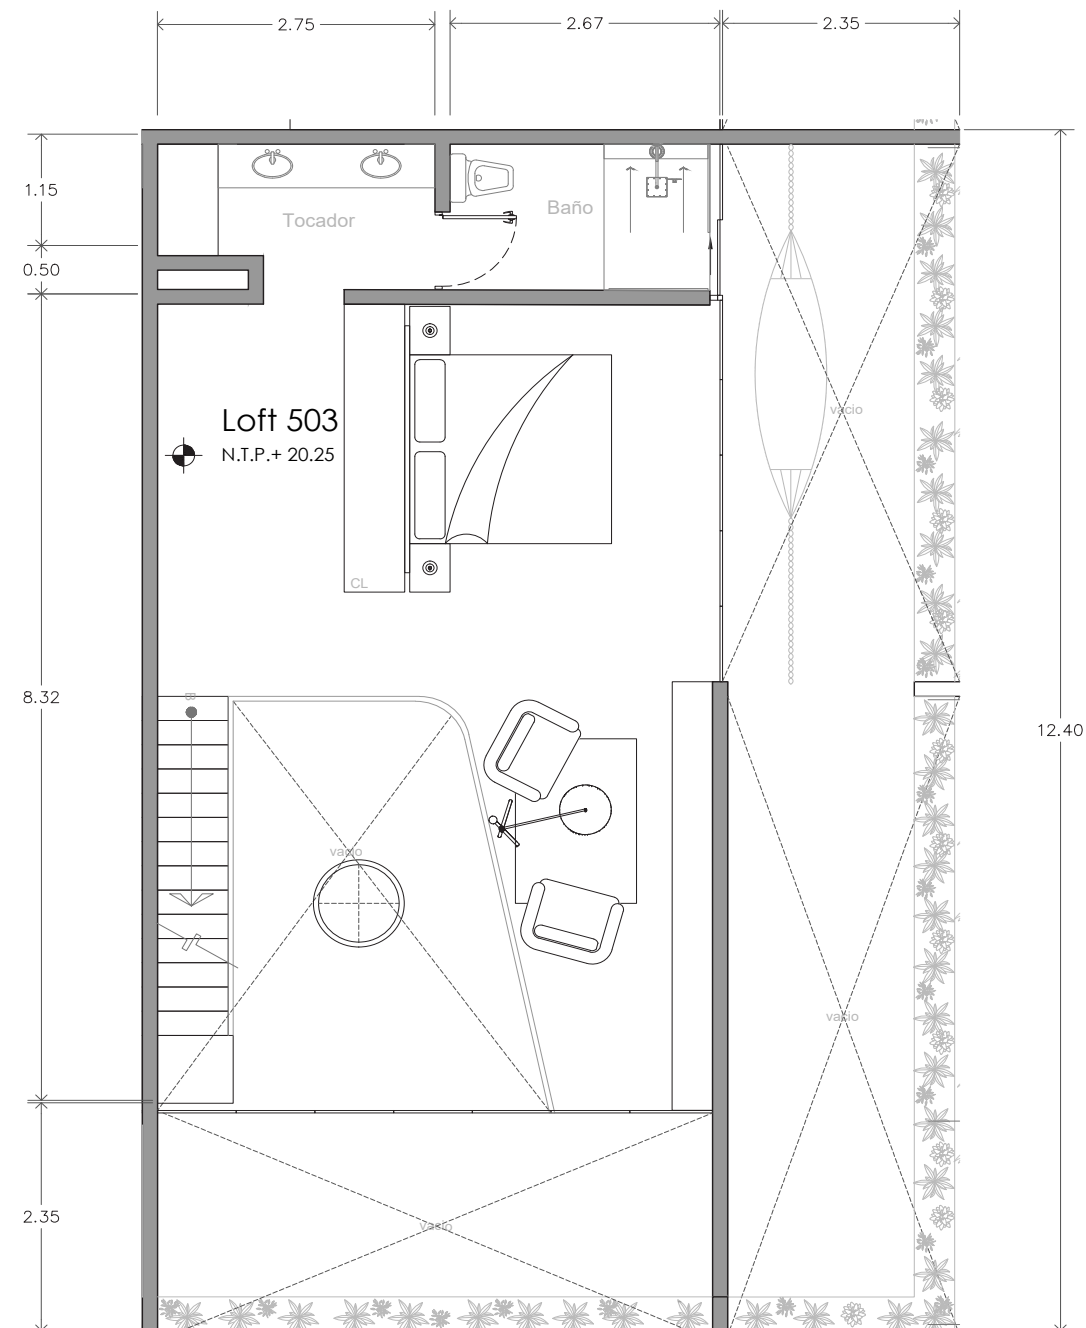 2.75
2.67
2.35
1.15
0.50
Tocador
Baño
Loft 503
N.T.P.+ 20.25
vacio
CL
B
8.32
12.40
vacio
vacio
2.35
vacio